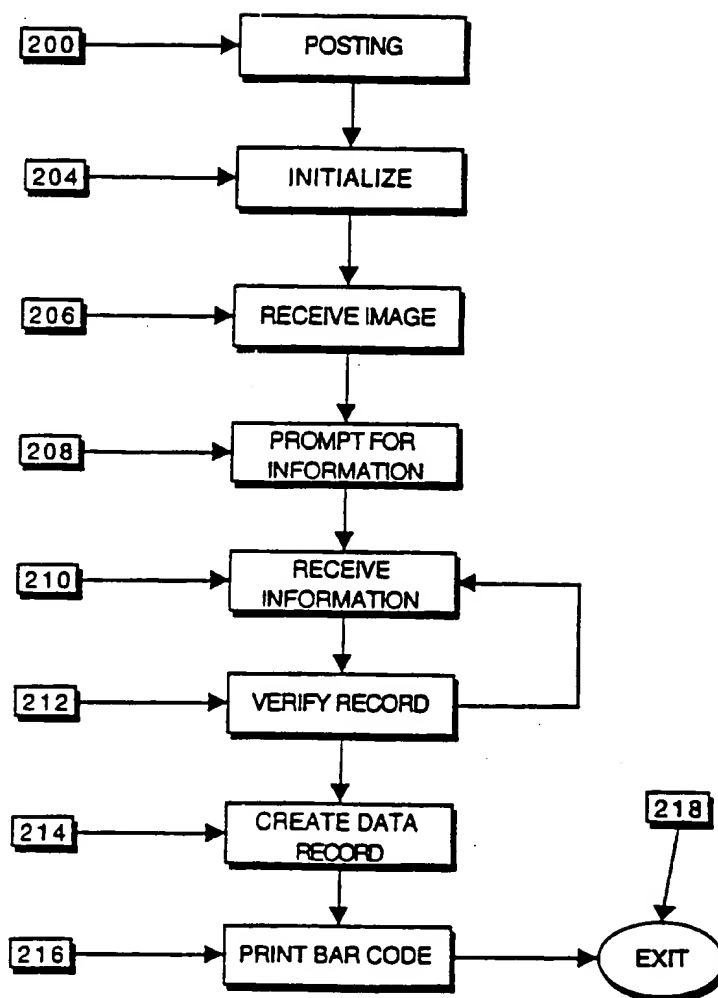 200 POSTING
204 INITIALIZE
206 RECEIVE IMAGE
208 PROMPT FOR
INFORMATION
210 RECEIVE
INFORMATION
212 VERIFY RECORD
214 CREATE DATA
RECORD
218
216 PRINT BAR CODE EXIT